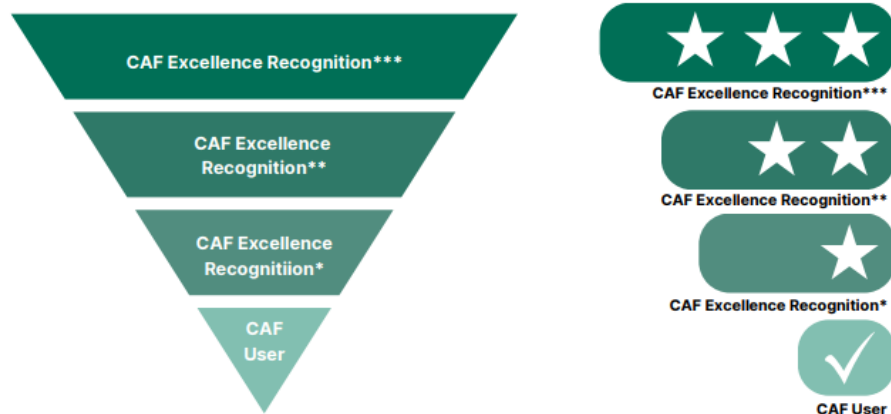 CAF Excellence Recognition***
CAF Excellence
Recognition**
CAF Excellence
Recognitiion*
CAF
User
CAF Excellence Recognition***
CAF Excellence Recognition**
CAF Excellence Recognition*
CAF User